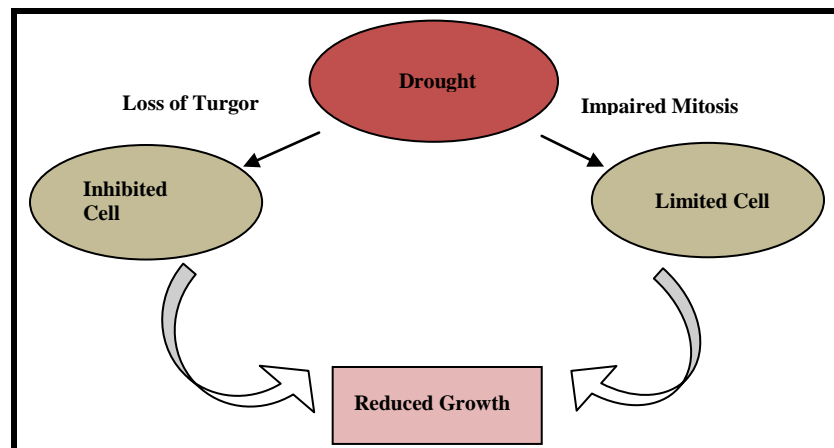 Drought
Loss of Turgor
Impaired Mitosis
Inhibited
Cell
Limited Cell
Reduced Growth